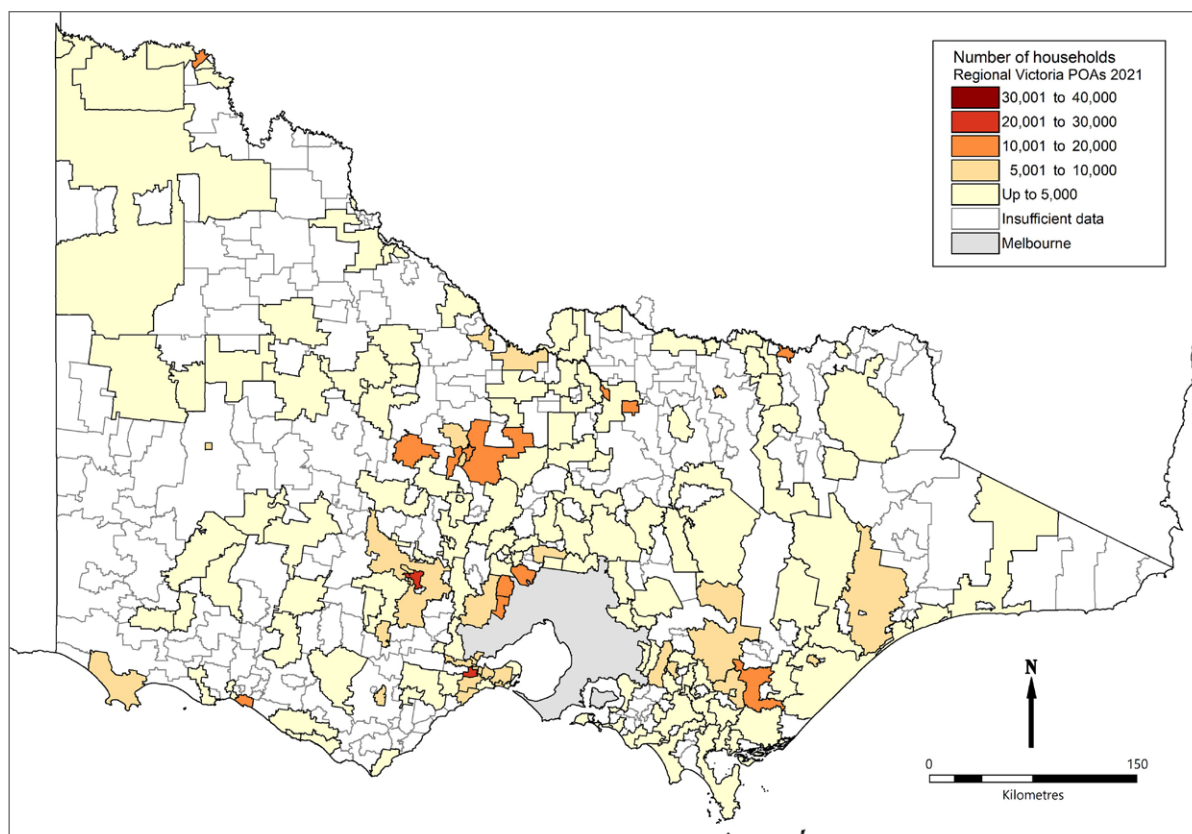 Number of households
Regional Victoria POAs 2021
30,001 to 40,000
20,001 to 30,000
10,001 to 20,000
5,001 to 10,000
Up to 5,000
Insufficient data
Melbourne
N
0 150
Kilometres